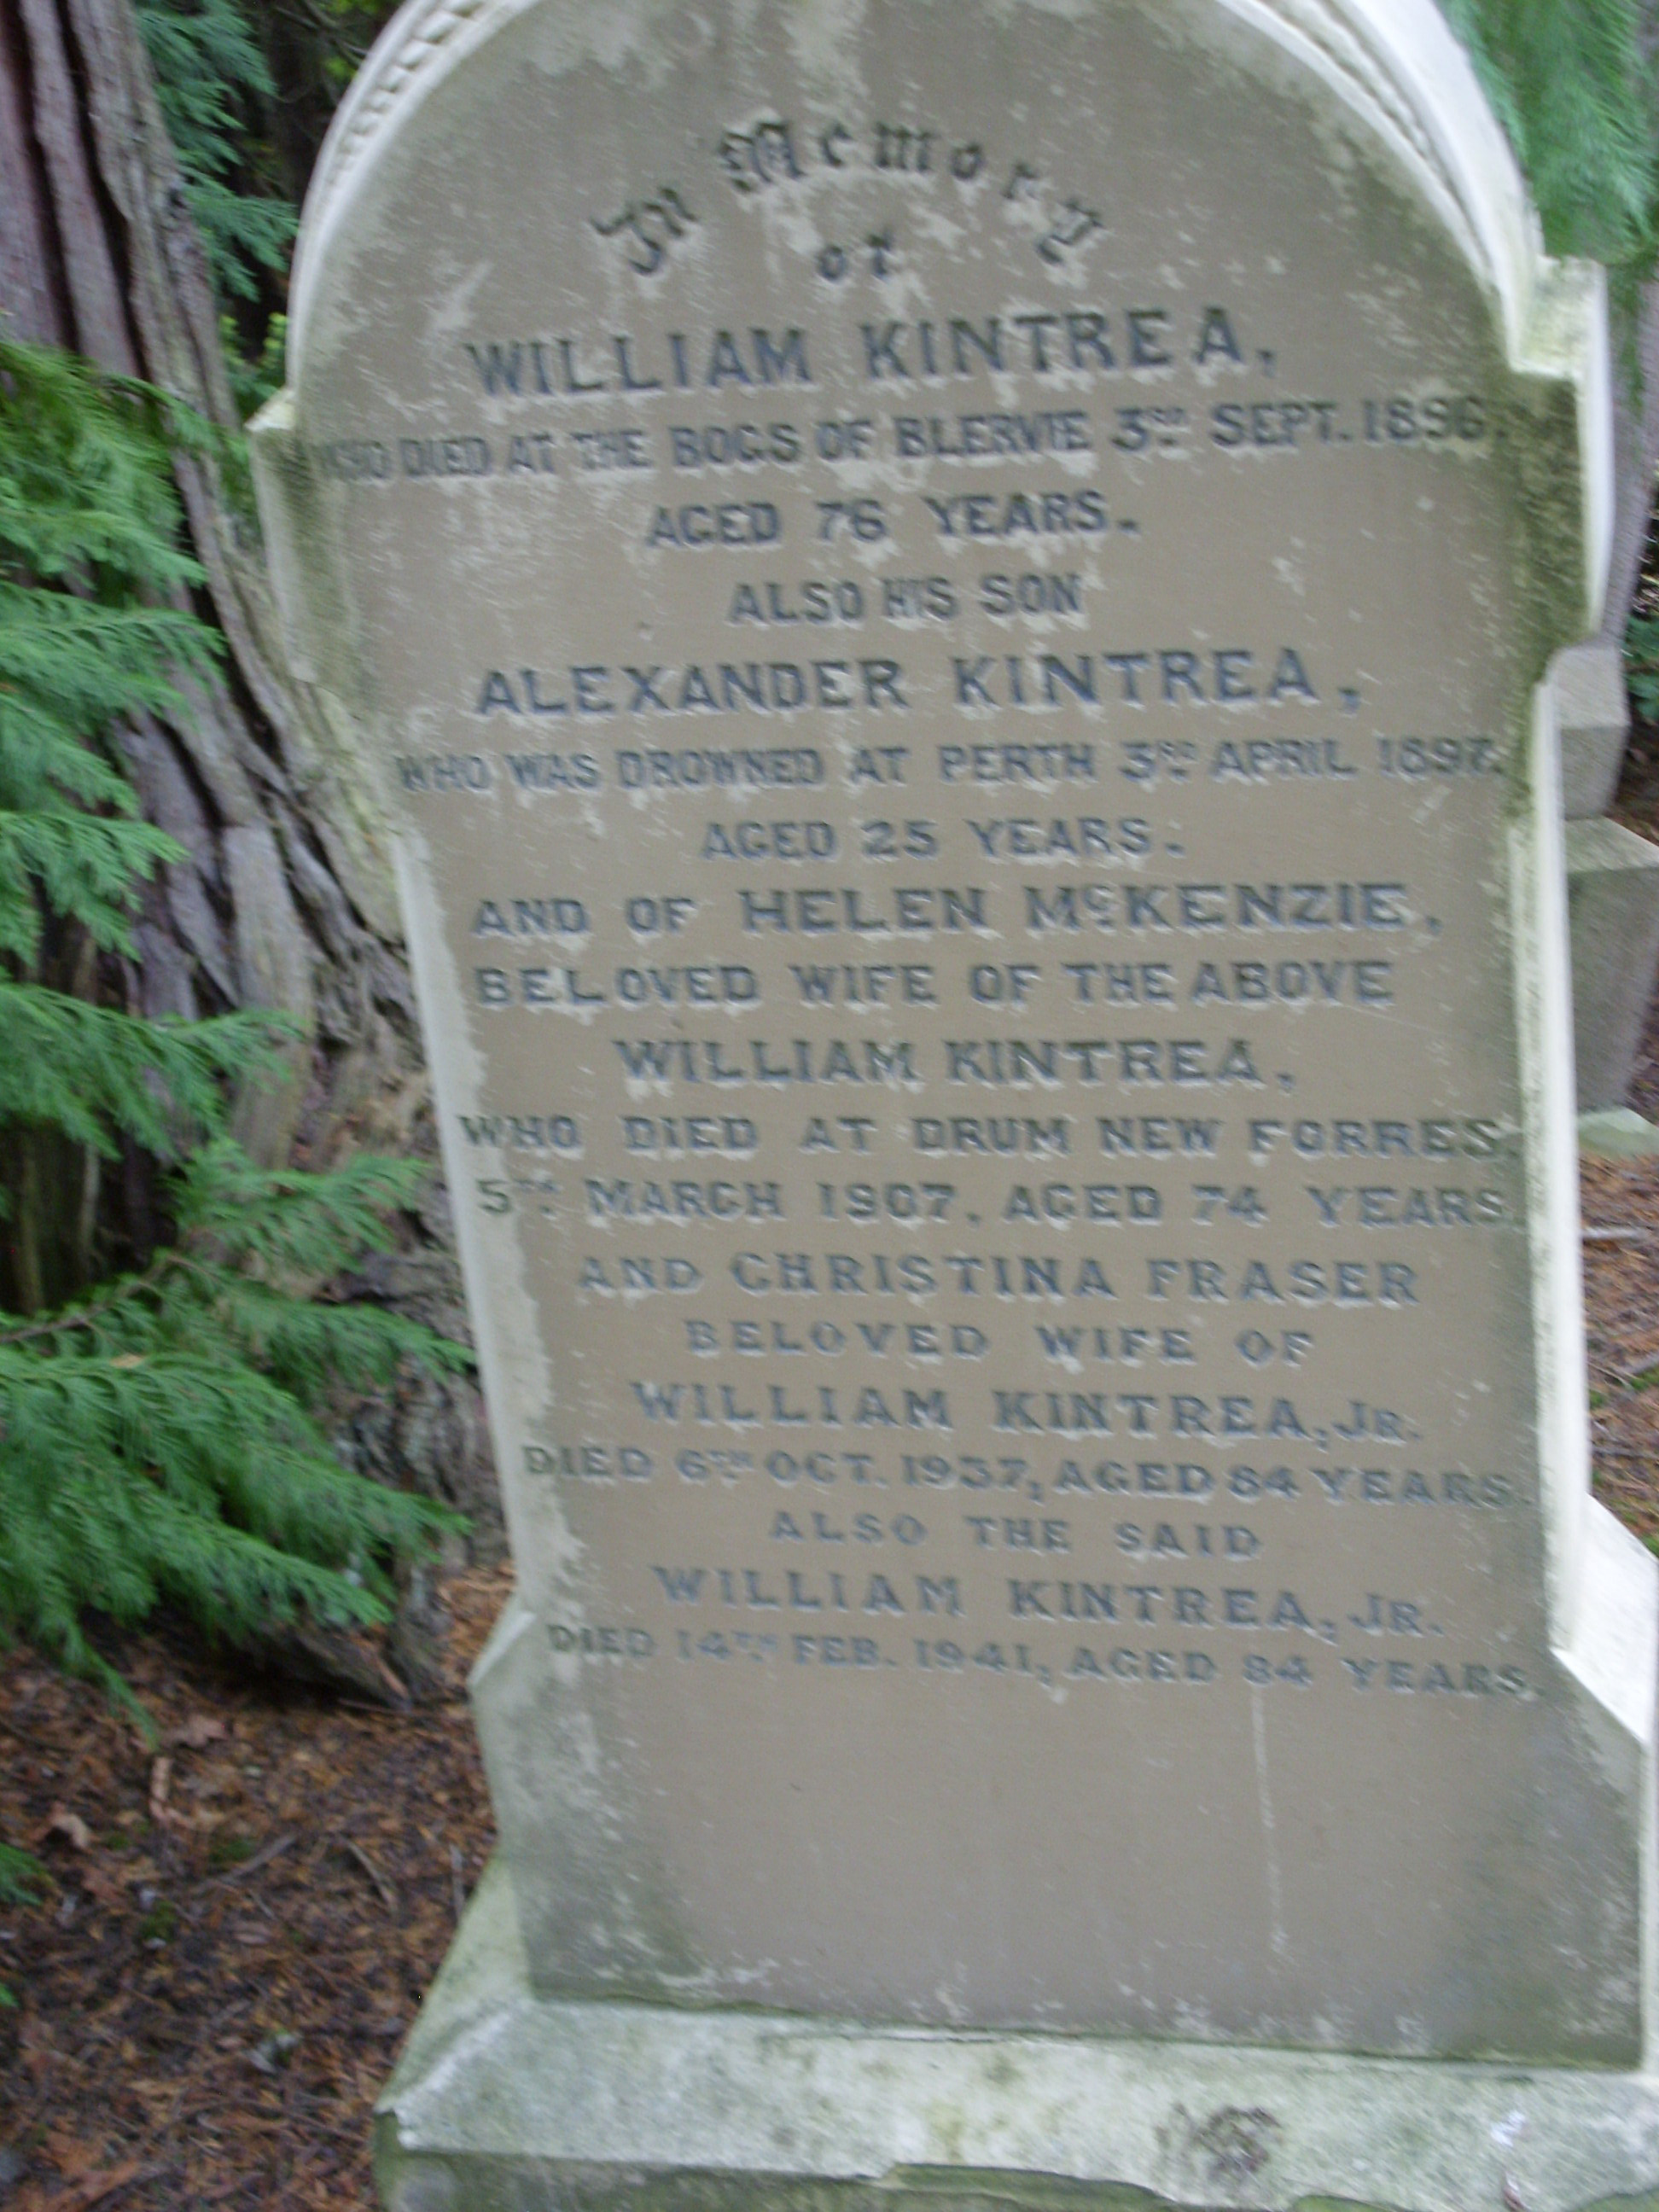 In Memory
of
WILLIAM KINTREA,
WHO DIED AT THE BOGS OF BLERVIE 3RD SEPT. 1896.
AGED 76 YEARS.
ALSO HIS SON
ALEXANDER KINTREA,
WHO WAS DROWNED AT PERTH 3RD APRIL 1897.
AGED 25 YEARS.
AND OF HELEN McKENZIE,
BELOVED WIFE OF THE ABOVE
WILLIAM KINTREA,
WHO DIED AT DRUM NEW FORRES.
5TH. MARCH 1907. AGED 74 YEARS.
AND CHRISTINA FRASER
BELOVED WIFE OF
WILLIAM KINTREA, JR.
DIED 6TH OCT. 1937, AGED 84 YEARS.
ALSO THE SAID
WILLIAM KINTREA, JR.
DIED 14TH FEB. 1941, AGED 84 YEARS.